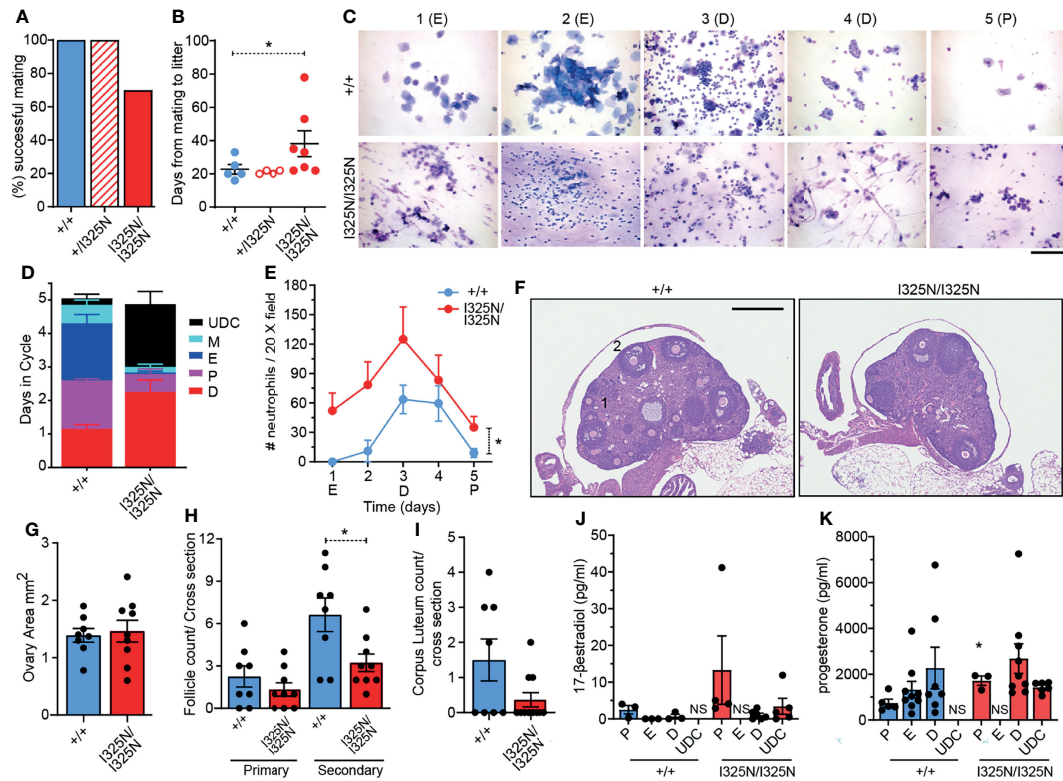 A
(%) successful mating
100
80
60
40
20
0
+/+
+/I325N
I325N/
I325N
B
Days from mating to litter
100
80
60
40
20
0
*
+/+
+/I325N
I325N/
I325N
C
1 (E)
2 (E)
3 (D)
4 (D)
5 (P)
+/+
I325N/I325N
D
Days in Cycle
5
4
3
2
1
0
+/+
I325N/
I325N
UDC
M
E
P
D
E
# neutrophils / 20 X field
180
150
120
90
60
30
0
+/+
I325N/
I325N
*
1
2
3
4
5
E
D
P
Time (days)
F
+/+
I325N/I325N
2
1
G
Ovary Area mm²
3
2
1
0
+/+
I325N/
I325N
H
Follicle count/ Cross section
12
9
6
3
0
*
+/+
I325N/
I325N
+/+
I325N/
I325N
Primary
Secondary
I
Corpus Luteum count/
cross section
5
4
3
2
1
0
+/+
I325N/
I325N
J
17-βestradiol (pg/ml)
50
40
30
20
10
0
NS
NS
P
E
D
UDC
P
E
D
UDC
+/+
I325N/I325N
K
progesterone (pg/ml)
8000
6000
4000
2000
0
NS
*
NS
P
E
D
UDC
P
E
D
UDC
+/+
I325N/I325N